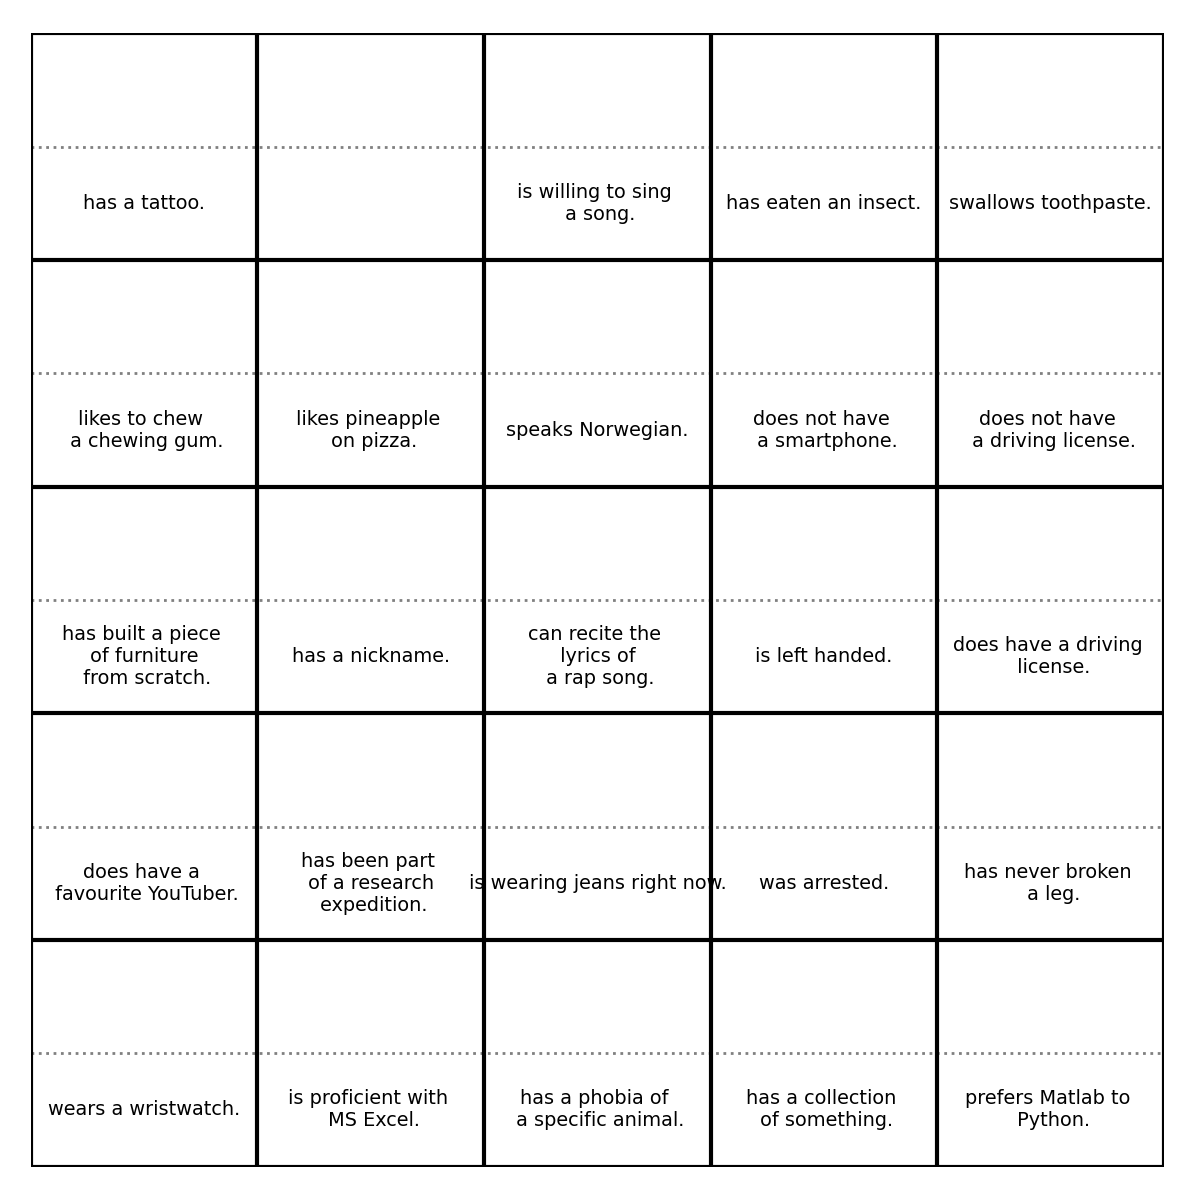 has a tattoo.
is willing to sing
a song.
has eaten an insect.
swallows toothpaste.
likes to chew
a chewing gum.
likes pineapple
on pizza.
speaks Norwegian.
does not have
a smartphone.
does not have
a driving license.
has built a piece
of furniture
from scratch.
has a nickname.
can recite the
lyrics of
a rap song.
is left handed.
does have a driving
license.
does have a
favourite YouTuber.
has been part
of a research
expedition.
is wearing jeans right now.
was arrested.
has never broken
a leg.
wears a wristwatch.
is proficient with
MS Excel.
has a phobia of
a specific animal.
has a collection
of something.
prefers Matlab to
Python.